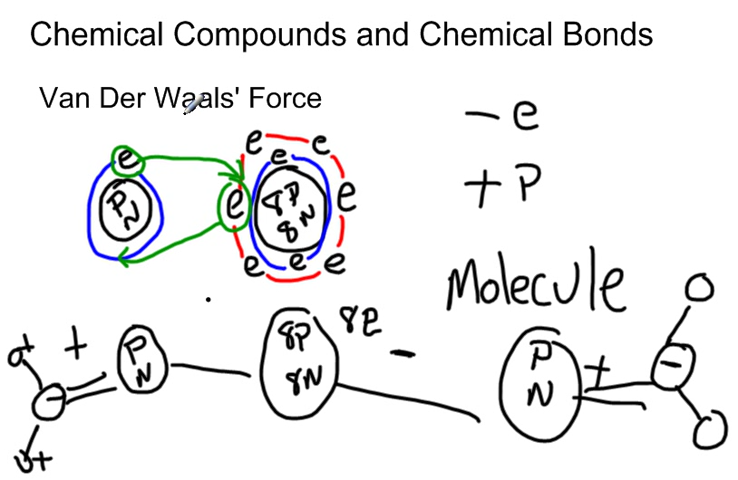 Chemical Compounds and Chemical Bonds
Van Der Waals' Force
- e
+ P
e e e
e P N e 8P 8N e
e e e
Molecule
+ + P N 8P 8N 8e - P N + -
- +